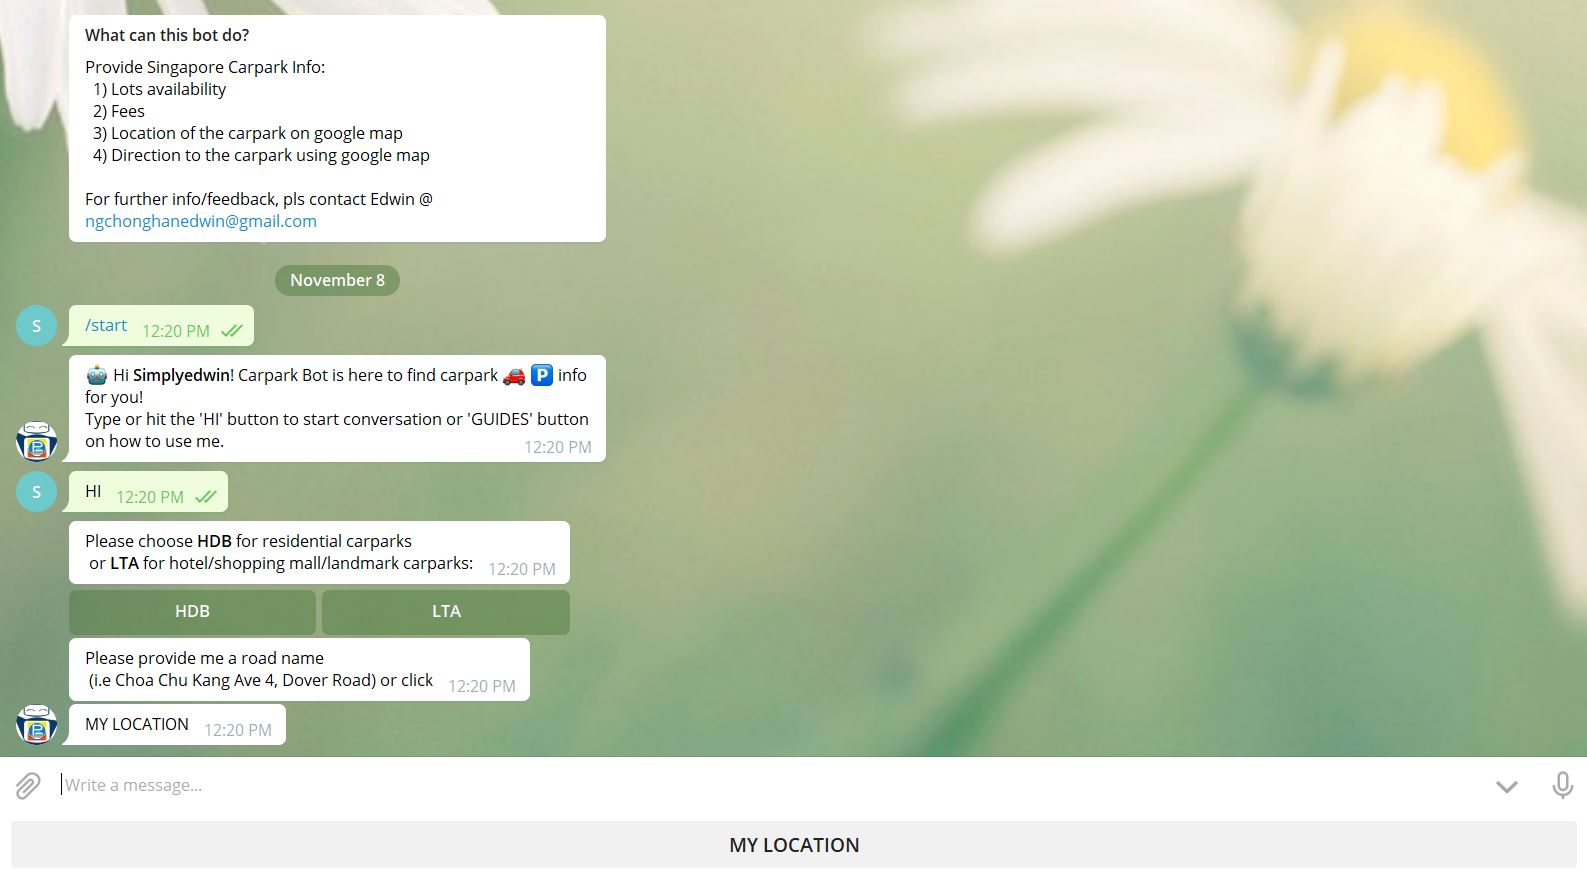 What can this bot do?
Provide Singapore Carpark Info:
1) Lots availability
2) Fees
3) Location of the carpark on google map
4) Direction to the carpark using google map
For further info/feedback, pls contact Edwin @
ngchonghanedwin@gmail.com
November 8
S
/start 12:20 PM
🤖 Hi Simplyedwin! Carpark Bot is here to find carpark 🚗 🅿️ info
for you!
Type or hit the 'HI' button to start conversation or 'GUIDES' button
on how to use me. 12:20 PM
S
HI 12:20 PM
Please choose HDB for residential carparks
or LTA for hotel/shopping mall/landmark carparks: 12:20 PM
HDB LTA
Please provide me a road name
(i.e Choa Chu Kang Ave 4, Dover Road) or click 12:20 PM
MY LOCATION 12:20 PM
Write a message...
MY LOCATION